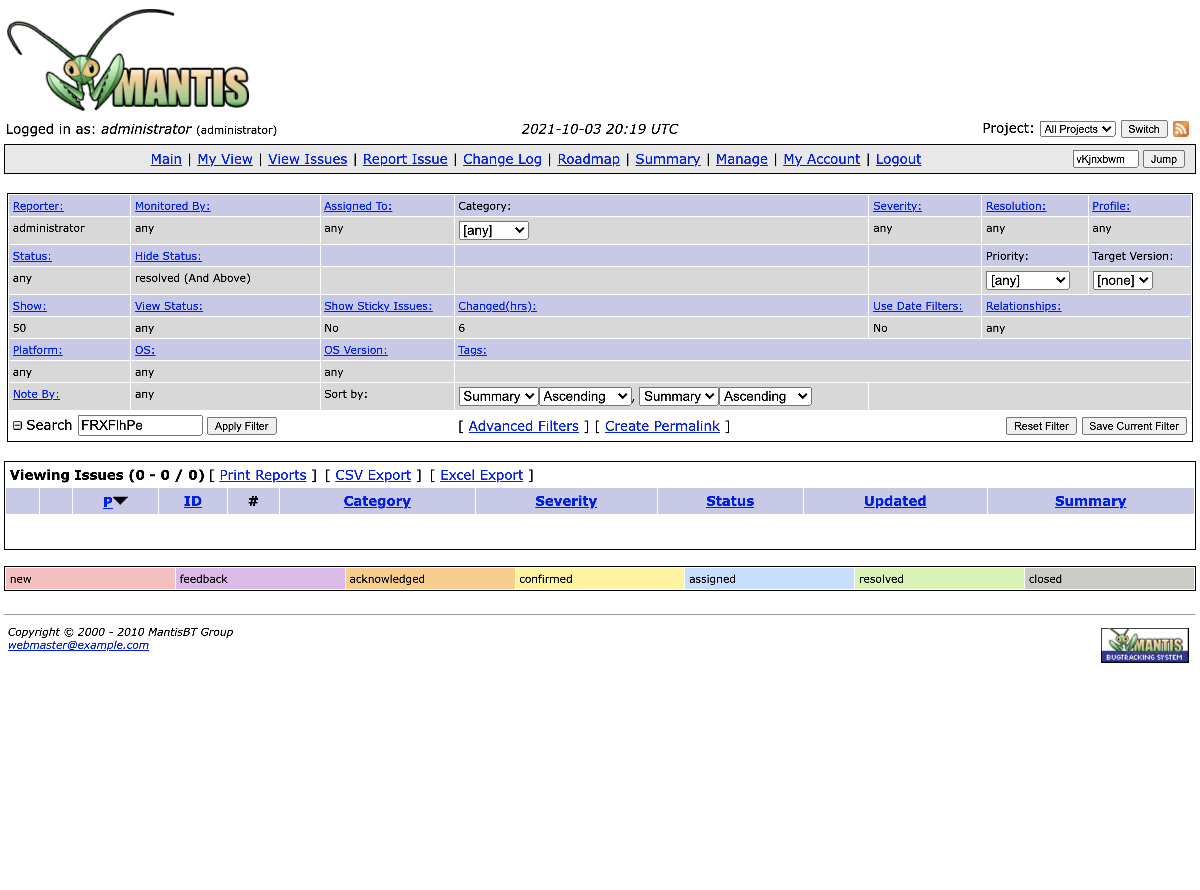 MANTIS
Logged in as: administrator (administrator) 2021-10-03 20:19 UTC Project: All Projects Switch
Main | My View | View Issues | Report Issue | Change Log | Roadmap | Summary | Manage | My Account | Logout vKjnxbwm Jump
Reporter: Monitored By: Assigned To: Category: Severity: Resolution: Profile:
administrator any any [any] any any any
Status: Hide Status: Priority: Target Version:
any resolved (And Above) [any] [none]
Show: View Status: Show Sticky Issues: Changed(hrs): Use Date Filters: Relationships:
50 any No 6 No any
Platform: OS: OS Version: Tags:
any any any
Note By: any Sort by: Summary Ascending , Summary Ascending
Search FRXFlhPe Apply Filter [ Advanced Filters ] [ Create Permalink ] Reset Filter Save Current Filter
Viewing Issues (0 - 0 / 0) [ Print Reports ] [ CSV Export ] [ Excel Export ]
P ID # Category Severity Status Updated Summary
new feedback acknowledged confirmed assigned resolved closed
Copyright © 2000 - 2010 MantisBT Group
webmaster@example.com
MANTIS
BUGTRACKING SYSTEM